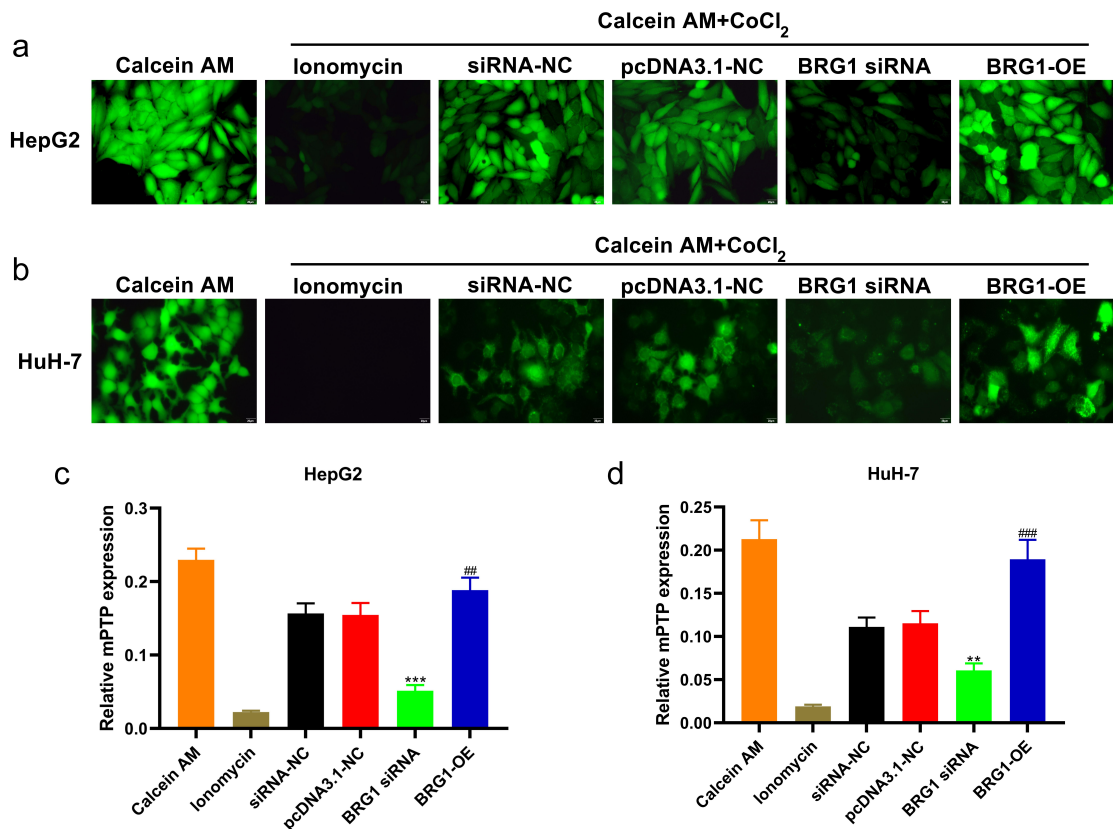 a
Calcein AM+CoCl2
Calcein AM Ionomycin siRNA-NC pcDNA3.1-NC BRG1 siRNA BRG1-OE
HepG2
b
Calcein AM+CoCl2
Calcein AM Ionomycin siRNA-NC pcDNA3.1-NC BRG1 siRNA BRG1-OE
HuH-7
c
HepG2
Relative mPTP expression
0.3
0.2
0.1
0.0
***
##
Calcein AM
Ionomycin
siRNA-NC
pcDNA3.1-NC
BRG1 siRNA
BRG1-OE
d
HuH-7
Relative mPTP expression
0.25
0.20
0.15
0.10
0.05
0.00
**
###
Calcein AM
Ionomycin
siRNA-NC
pcDNA3.1-NC
BRG1 siRNA
BRG1-OE